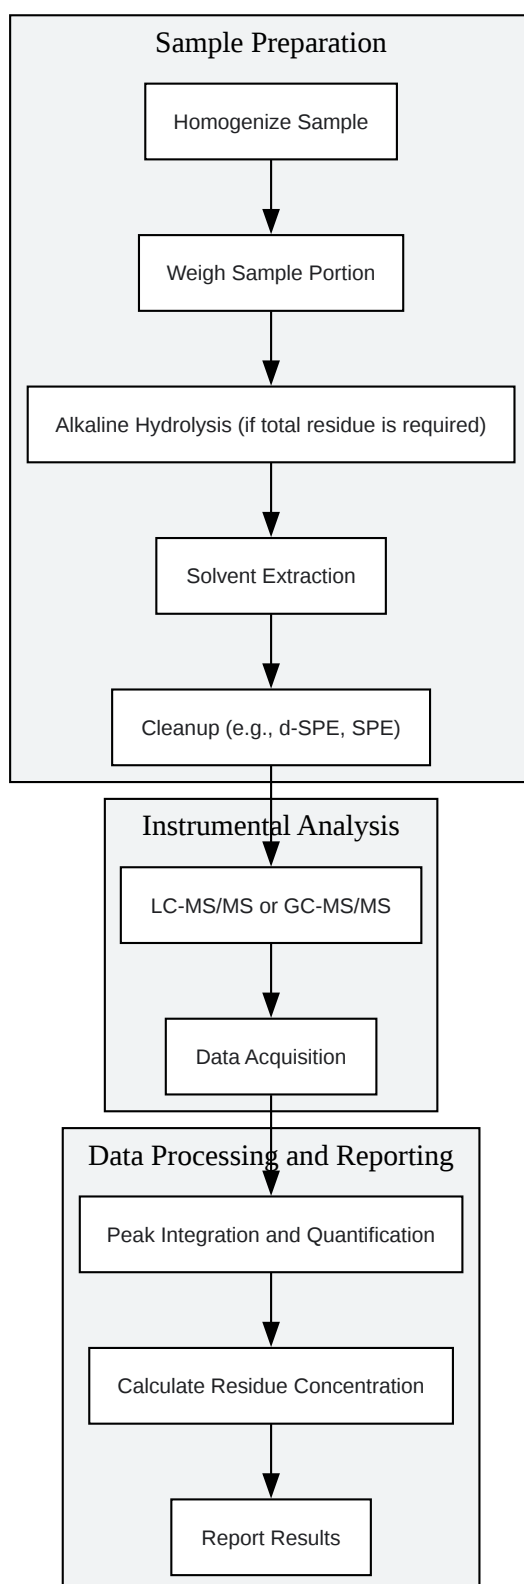 Sample Preparation
Homogenize Sample
Weigh Sample Portion
Alkaline Hydrolysis (if total residue is required)
Solvent Extraction
Cleanup (e.g., d-SPE, SPE)
Instrumental Analysis
LC-MS/MS or GC-MS/MS
Data Acquisition
Data Processing and Reporting
Peak Integration and Quantification
Calculate Residue Concentration
Report Results